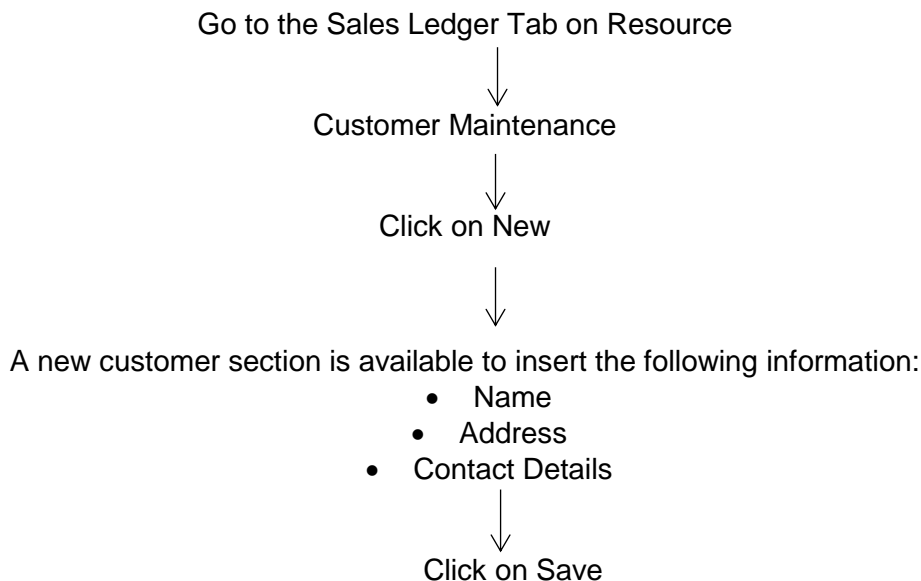 Go to the Sales Ledger Tab on Resource
Customer Maintenance
Click on New
A new customer section is available to insert the following information:
• Name
• Address
• Contact Details
Click on Save